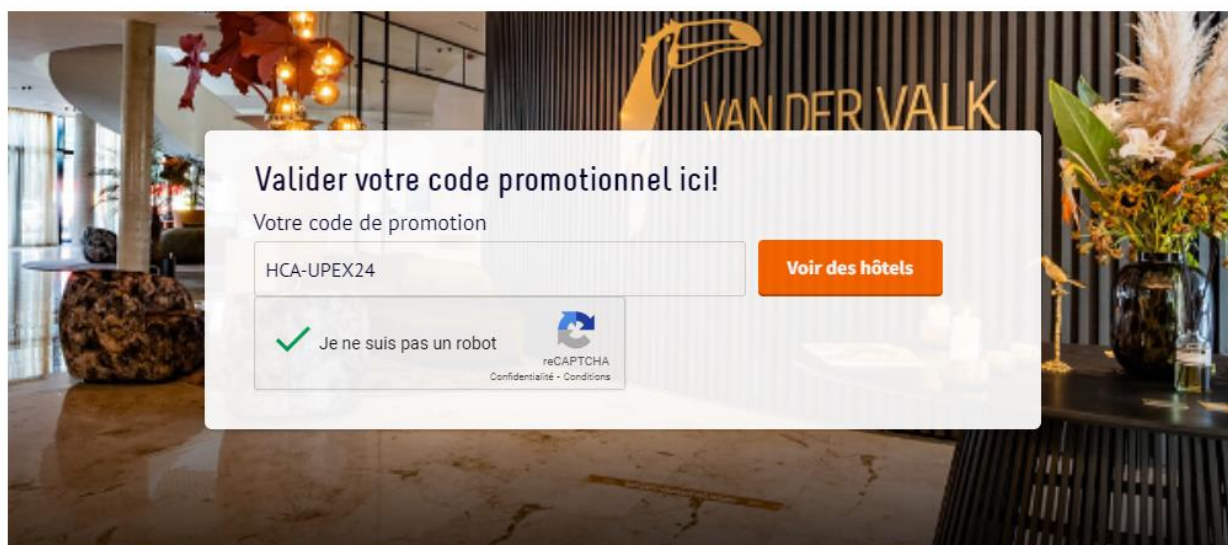 VAN DER VALK
Valider votre code promotionnel ici!
Votre code de promotion
HCA-UPEX24
Voir des hôtels
Je ne suis pas un robot
reCAPTCHA
Confidentialité - Conditions